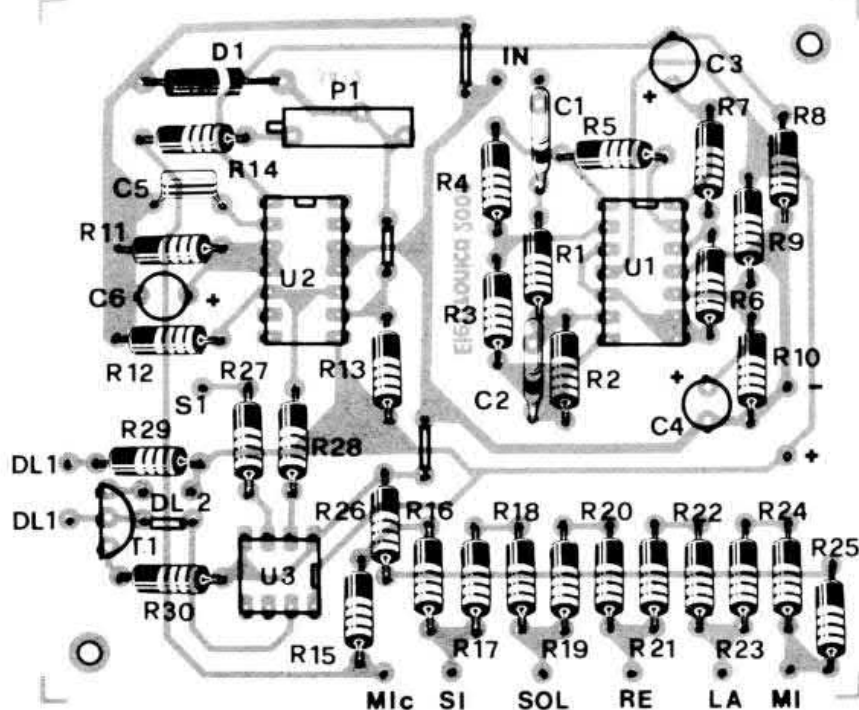 D1
IN
C3
P1
C1
R7
R8
R5
R14
C5
R4
R11
R9
R1
U2
U1
C6
R3
R6
Elettronica 2000
R12
R27
R13
R10
S1
C2
R2
C4
-
R29
R28
+
DL1
DL 2
R26
R16
R18
R20
R22
R24
DL1
T1
R25
U3
R30
R15
R17
R19
R21
R23
MIc SI SOL RE LA MI
+
+
+